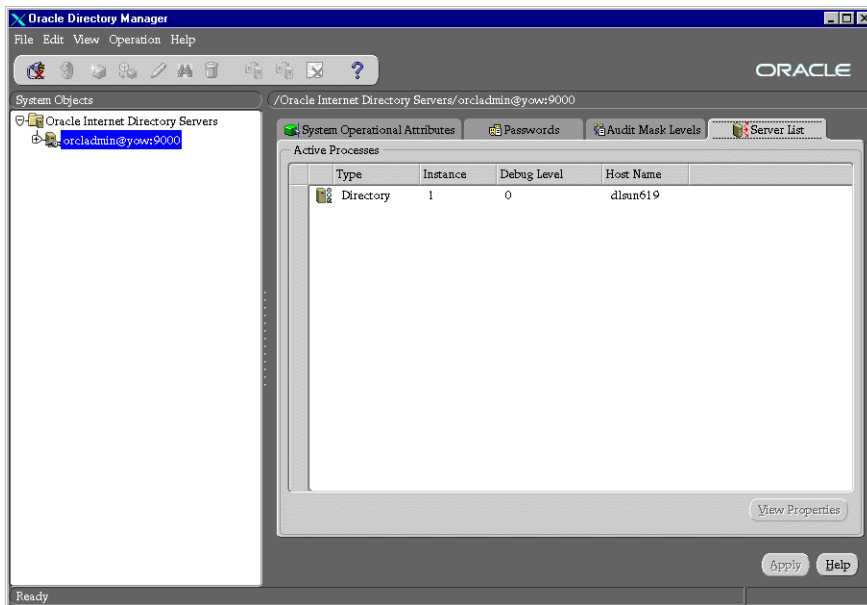 Oracle Directory Manager
File Edit View Operation Help
?
ORACLE
System Objects
/Oracle Internet Directory Servers/orcladmin@yow:9000
Oracle Internet Directory Servers
orcladmin@yow:9000
System Operational Attributes Passwords Audit Mask Levels Server List
Active Processes
Type Instance Debug Level Host Name
Directory 1 0 dlsun619
View Properties
Apply Help
Ready